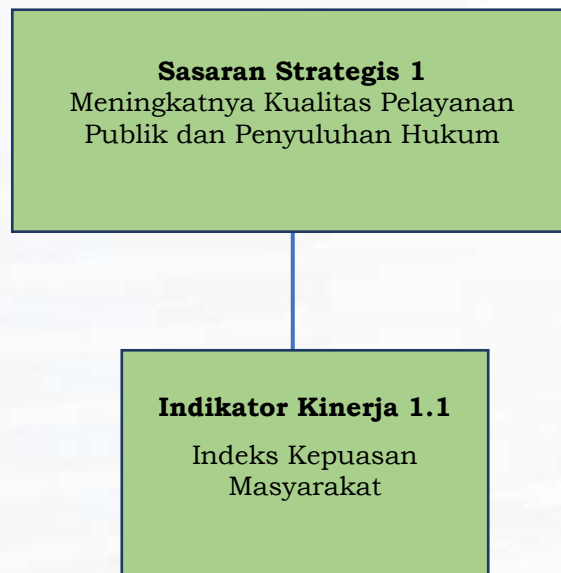 Sasaran Strategis 1
Meningkatnya Kualitas Pelayanan
Publik dan Penyuluhan Hukum
Indikator Kinerja 1.1
Indeks Kepuasan
Masyarakat